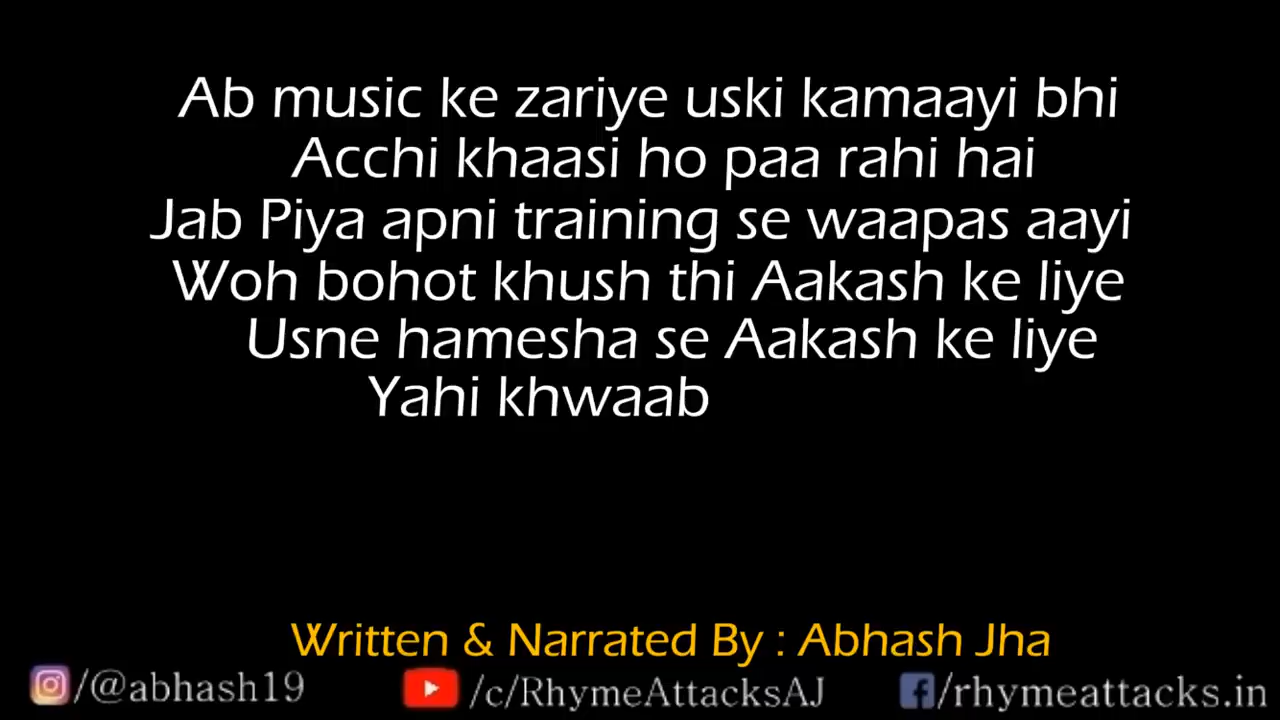 Ab music ke zariye uski kamaayi bhi
Acchi khaasi ho paa rahi hai
Jab Piya apni training se waapas aayi
Woh bohot khush thi Aakash ke liye
Usne hamesha se Aakash ke liye
Yahi khwaab
Written & Narrated By : Abhash Jha
/@abhash19 /c/RhymeAttacksAJ /rhymeattacks.in